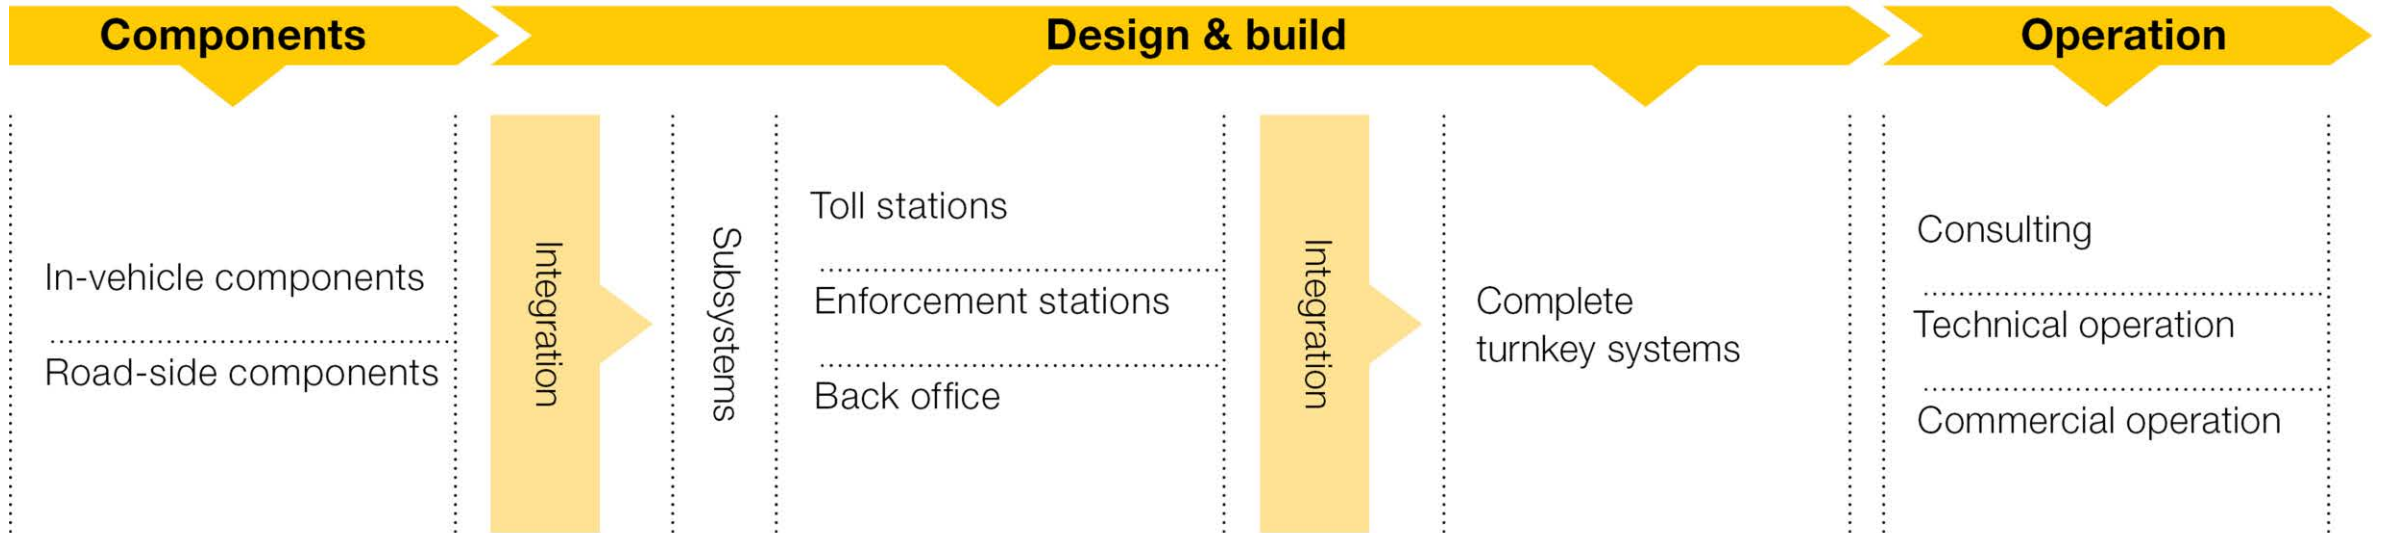 Components
Design & build
Operation
In-vehicle components
Road-side components
Integration
Subsystems
Toll stations
Enforcement stations
Back office
Integration
Complete
turnkey systems
Consulting
Technical operation
Commercial operation